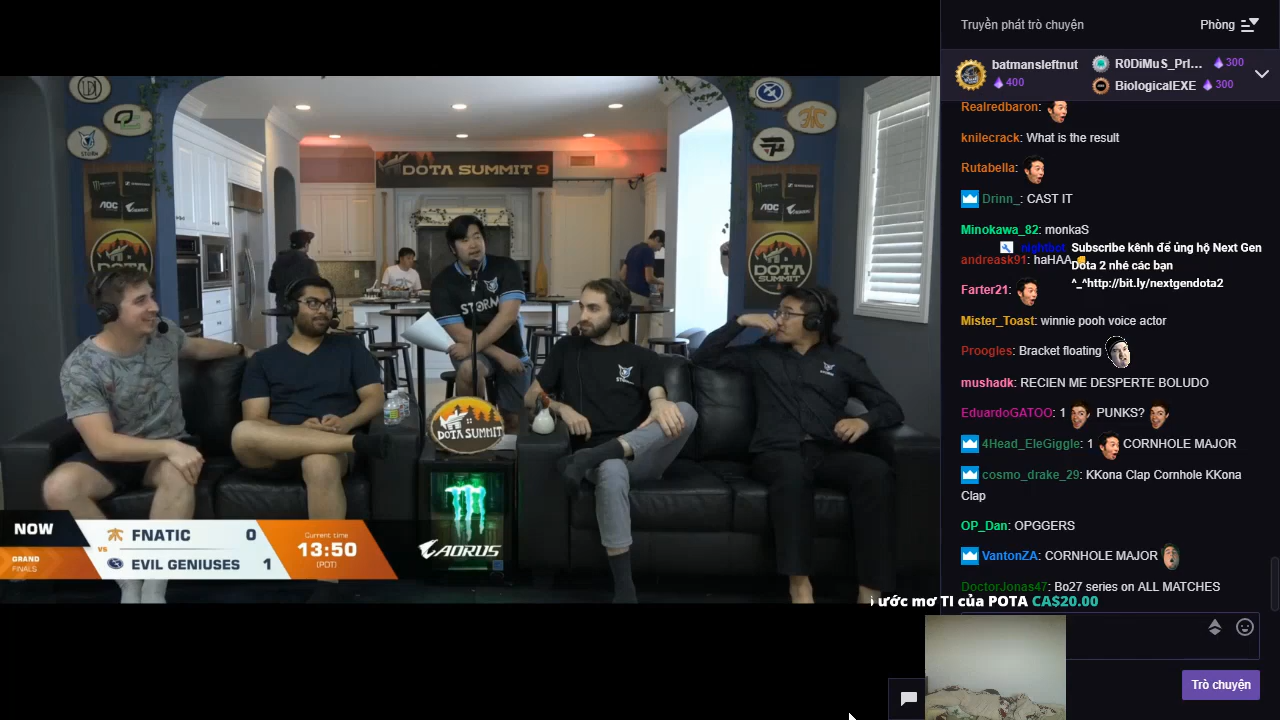 Truyền phát trò chuyện
Phòng
batmansleftnut
400
R0DiMuS_PrI...
300
BiologicalEXE
300
Realredbaron:
knilecrack: What is the result
Rutabella:
Drinn_: CAST IT
Minokawa_82: monkaS
nightbot Subscribe kênh để ủng hộ Next Gen
Dota 2 nhé các bạn
^_^http://bit.ly/nextgendota2
andreask91: haHAA
Farter21:
Mister_Toast: winnie pooh voice actor
Proogles: Bracket floating
mushadk: RECIEN ME DESPERTE BOLUDO
EduardoGATOO: 1 PUNKS?
4Head_EleGiggle: 1 CORNHOLE MAJOR
cosmo_drake_29: KKona Clap Cornhole KKona
Clap
OP_Dan: OPGGERS
VantonZA: CORNHOLE MAJOR
DoctorJonas47: Bo27 series on ALL MATCHES
ước mơ TI của POTA CA$20.00
Trò chuyện
DOTA SUMMIT 9
AOC
AOC
STORM
DOTA SUMMIT
DOTA SUMMIT
DOTA SUMMIT
AORUS
NOW
FNATIC 0
VS
EVIL GENIUSES 1
GRAND
FINALS
Current time
13:50
(PDT)